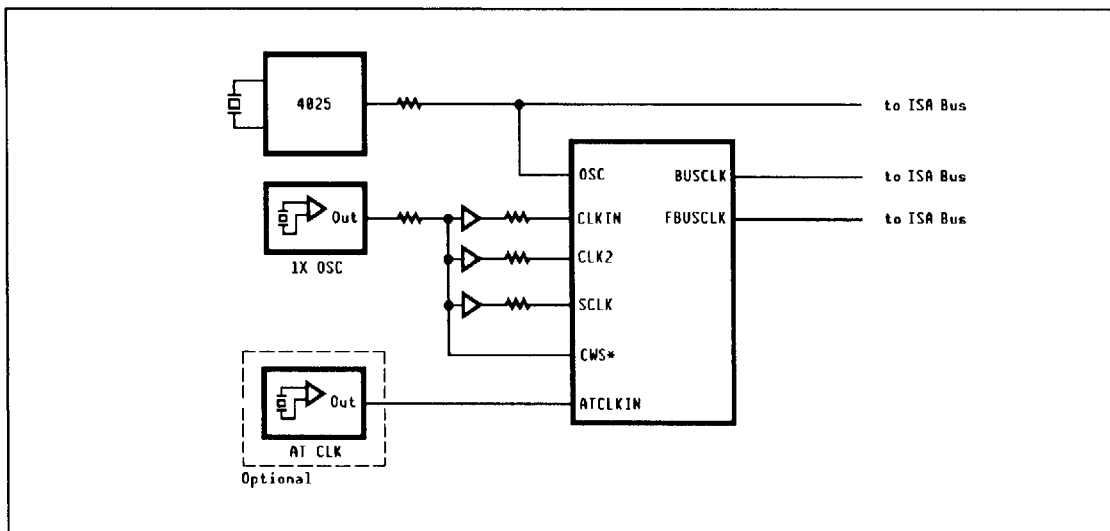 4025
to ISA Bus
OSC
BUSCLK
to ISA Bus
Out
CLKIN
FBUSCLK
to ISA Bus
1X OSC
CLK2
SCLK
CWS*
Out
ATCLKIN
AT CLK
Optional